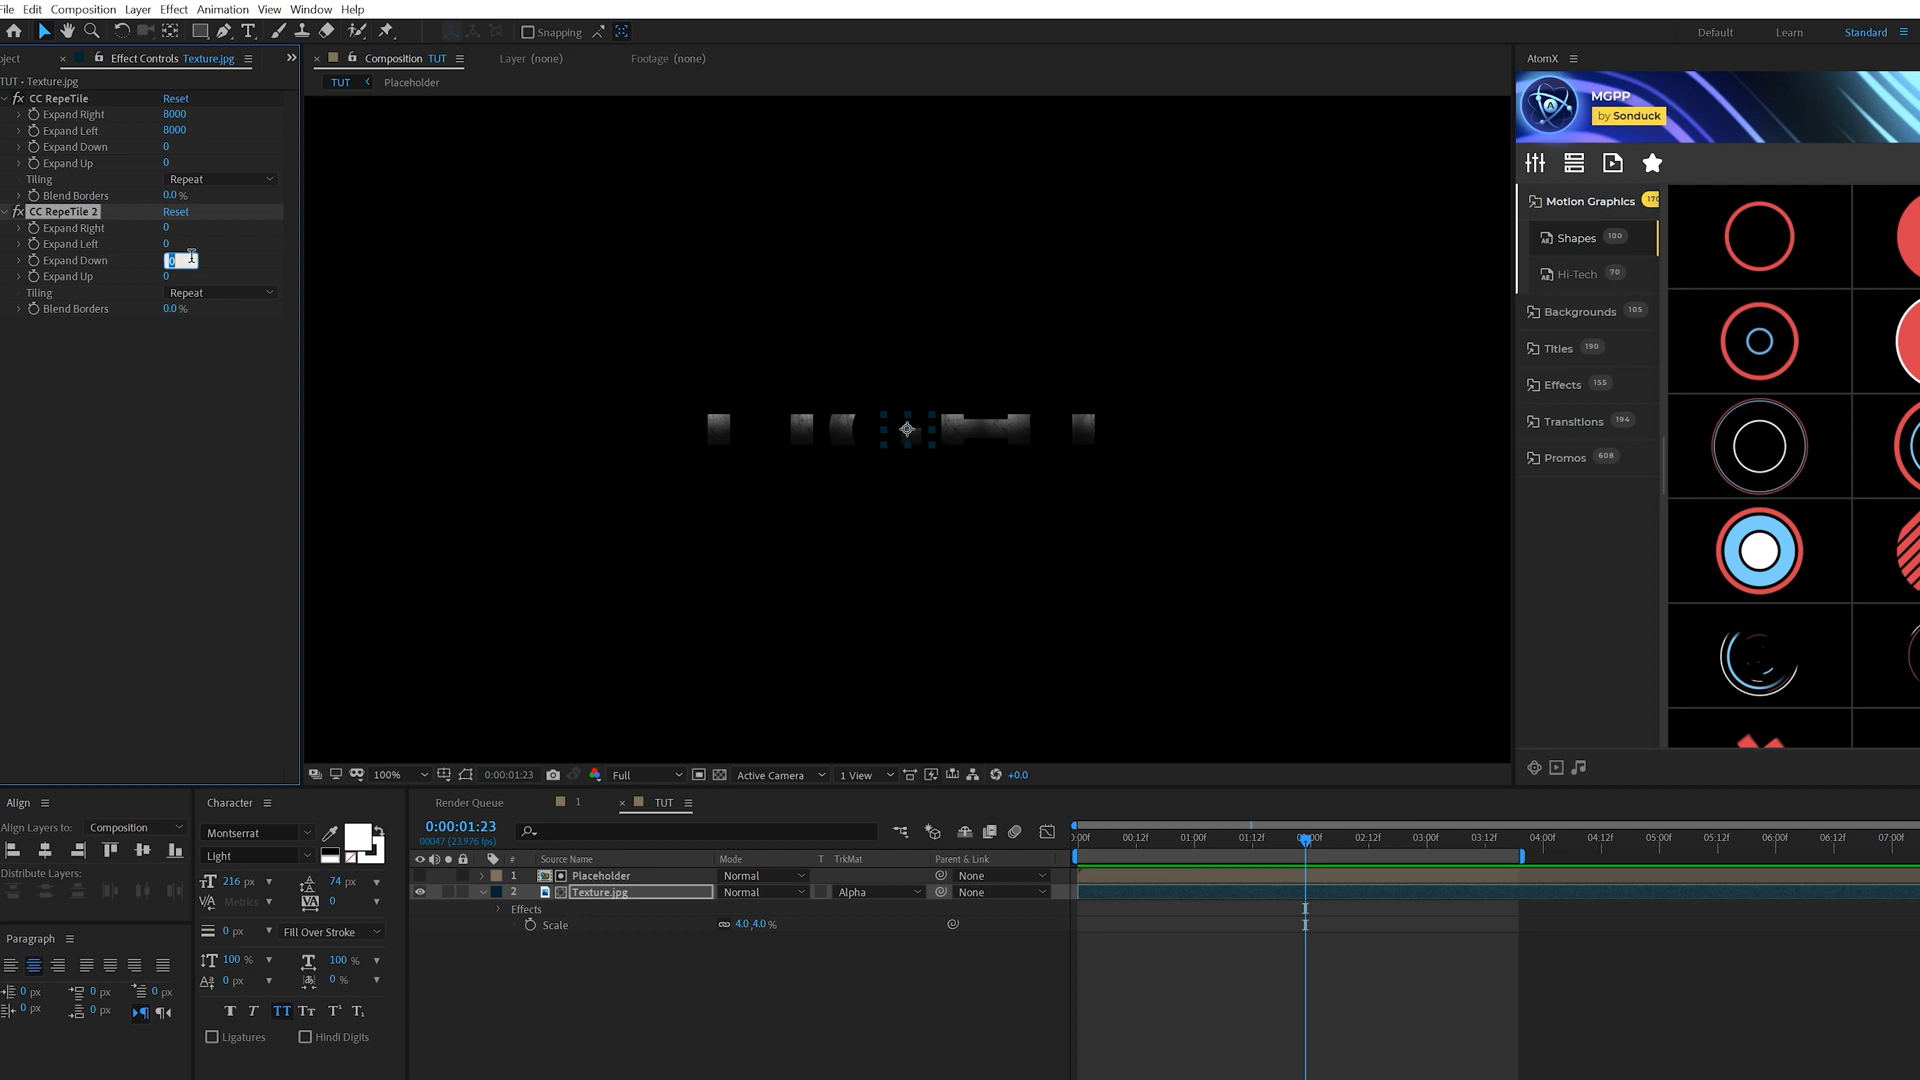 File Edit Composition Layer Effect Animation View Window Help
Snapping
Default Learn Standard
Effect Controls Texture.jpg
Composition TUT
Layer (none)
Footage (none)
AtomX
TUT • Texture.jpg
TUT < Placeholder
fx CC RepeTile Reset
Expand Right 8000
Expand Left 8000
Expand Down 0
Expand Up 0
Tiling Repeat
Blend Borders 0.0 %
fx CC RepeTile 2 Reset
Expand Right 0
Expand Left 0
Expand Down 0
Expand Up 0
Tiling Repeat
Blend Borders 0.0 %
MGPP
by Sonduck
Motion Graphics 170
Shapes 100
Hi-Tech 70
Backgrounds 105
Titles 190
Effects 155
Transitions 194
Promos 608
100% 0:00:01:23 Full Active Camera 1 View +0.0
Align
Align Layers to: Composition
Distribute Layers:
Paragraph
0 px 0 px 0 px
0 px 0 px
Character
Montserrat
Light
216 px 74 px
Metrics 0
0 px Fill Over Stroke
100 % 100 %
0 px 0 %
T T TT Tт T¹ T₁
Ligatures Hindi Digits
Render Queue 1 TUT
0:00:01:23
00047 (23.976 fps)
# Source Name Mode T TrkMat Parent & Link
1 Placeholder Normal None
2 Texture.jpg Normal Alpha None
Effects
Scale 4.0,4.0 %
:00f 00:12f 01:00f 01:12f 02:12f 03:00f 03:12f 04:00f 04:12f 05:00f 05:12f 06:00f 06:12f 07:00f